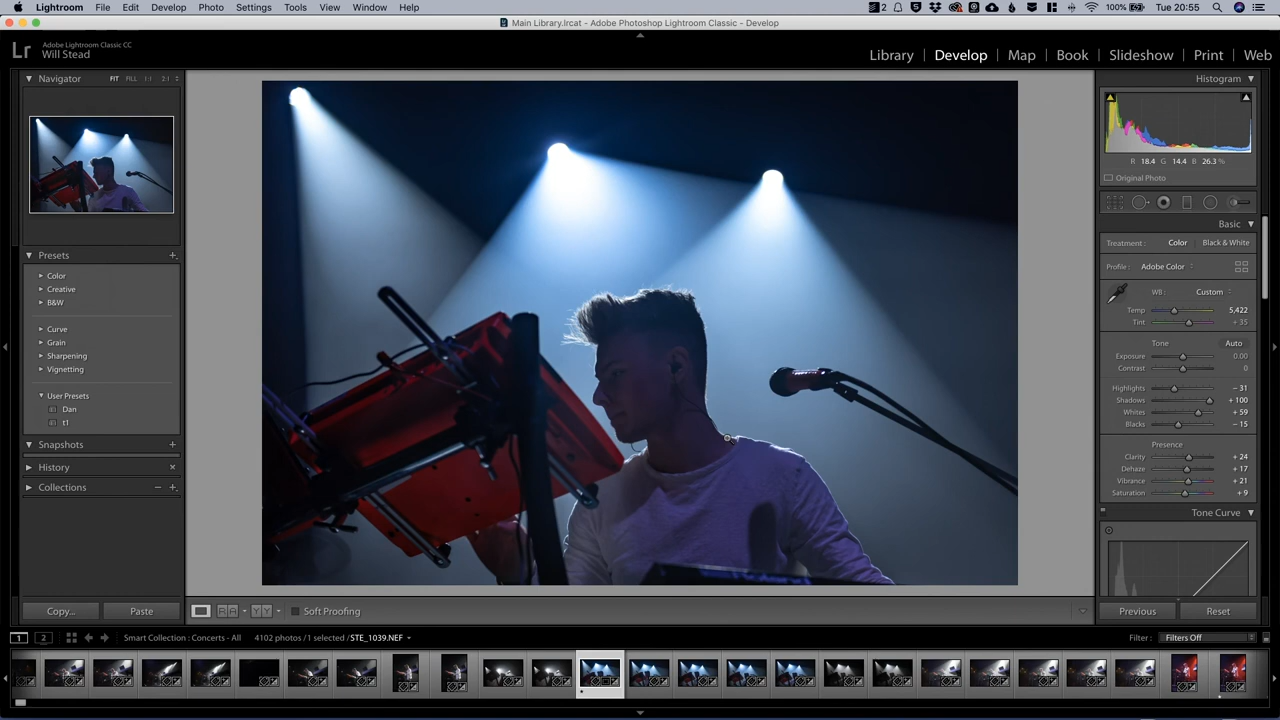 Lightroom File Edit Develop Photo Settings Tools View Window Help 2 5 100% Tue 20:55
Main Library.lrcat - Adobe Photoshop Lightroom Classic - Develop
Lr Adobe Lightroom Classic CC
Will Stead
Library | Develop | Map | Book | Slideshow | Print | Web
Navigator FIT FILL 1:1 2:1
Histogram
R 18.4 G 14.4 B 26.3 %
Original Photo
Basic
Treatment: Color Black & White
Profile: Adobe Color
WB: Custom
Temp 5,422
Tint + 35
Tone Auto
Exposure 0.00
Contrast 0
Highlights – 31
Shadows + 100
Whites + 59
Blacks – 15
Presence
Clarity + 24
Dehaze + 17
Vibrance + 21
Saturation + 9
Tone Curve
Presets
Color
Creative
B&W
Curve
Grain
Sharpening
Vignetting
User Presets
Dan
t1
Snapshots
History
Collections
Copy... Paste
RA YY Soft Proofing
Previous Reset
1 2 Smart Collection : Concerts - All 4102 photos / 1 selected / STE_1039.NEF Filter : Filters Off